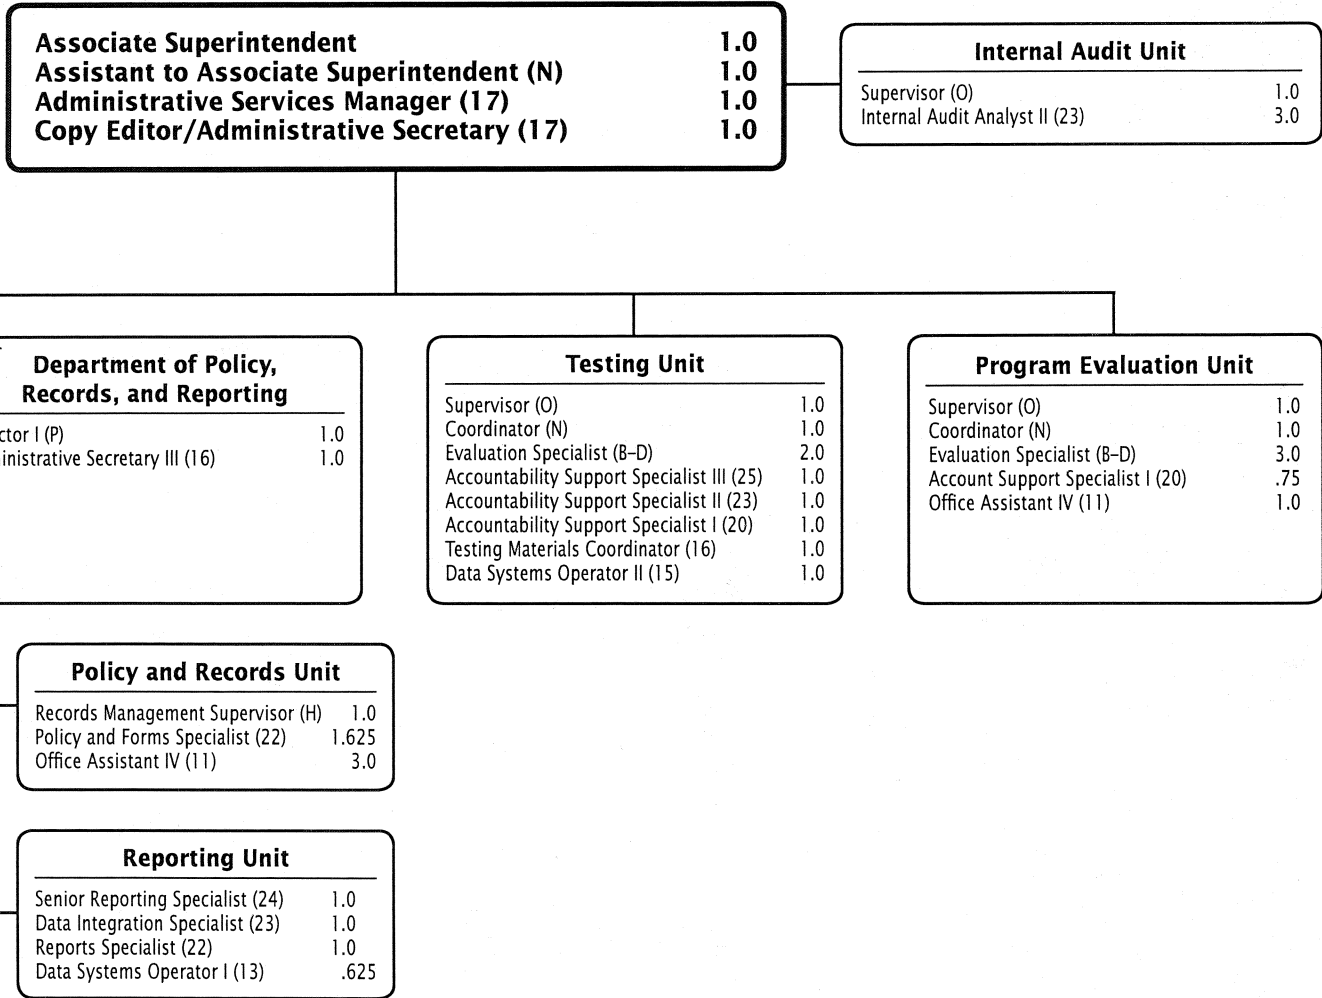 Associate Superintendent 1.0
Assistant to Associate Superintendent (N) 1.0
Administrative Services Manager (17) 1.0
Copy Editor/Administrative Secretary (17) 1.0
Internal Audit Unit
Supervisor (O) 1.0
Internal Audit Analyst II (23) 3.0
Department of Policy,
Records, and Reporting
ctor I (P) 1.0
inistrative Secretary III (16) 1.0
Testing Unit
Supervisor (O) 1.0
Coordinator (N) 1.0
Evaluation Specialist (B–D) 2.0
Accountability Support Specialist III (25) 1.0
Accountability Support Specialist II (23) 1.0
Accountability Support Specialist I (20) 1.0
Testing Materials Coordinator (16) 1.0
Data Systems Operator II (15) 1.0
Program Evaluation Unit
Supervisor (O) 1.0
Coordinator (N) 1.0
Evaluation Specialist (B–D) 3.0
Account Support Specialist I (20) .75
Office Assistant IV (11) 1.0
Policy and Records Unit
Records Management Supervisor (H) 1.0
Policy and Forms Specialist (22) 1.625
Office Assistant IV (11) 3.0
Reporting Unit
Senior Reporting Specialist (24) 1.0
Data Integration Specialist (23) 1.0
Reports Specialist (22) 1.0
Data Systems Operator I (13) .625